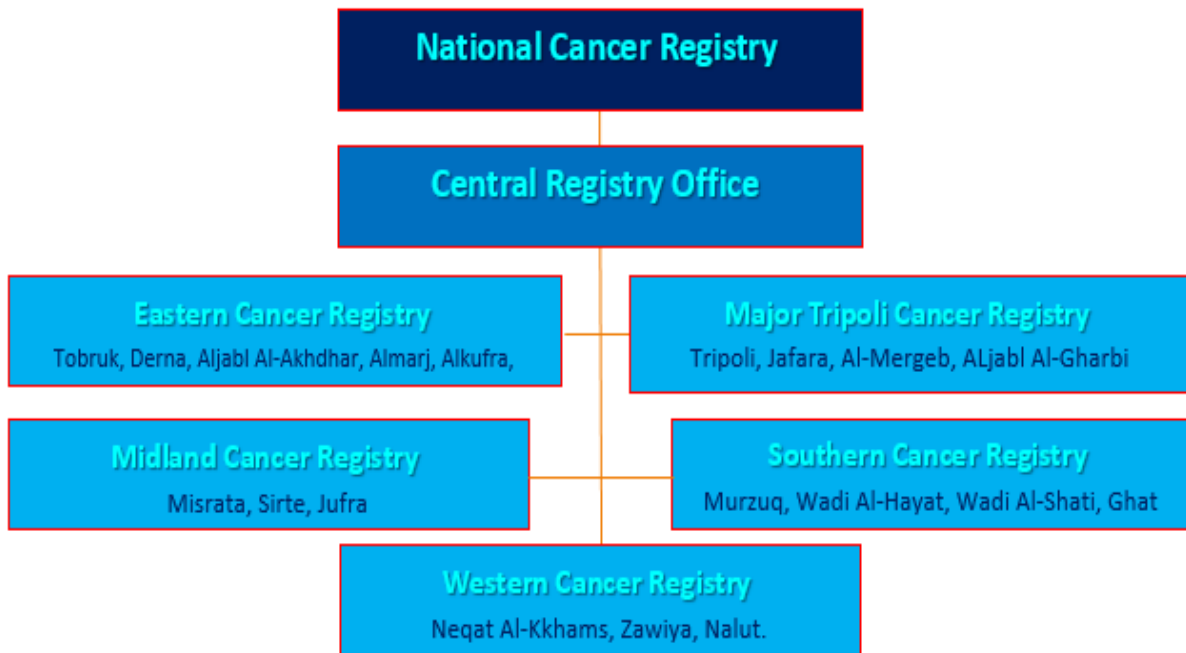 National Cancer Registry
Central Registry Office
Eastern Cancer Registry
Tobruk, Derna, Aljabl Al-Akhdhar, Almarj, Alkufra,
Major Tripoli Cancer Registry
Tripoli, Jafara, Al-Mergeb, ALjabl Al-Gharbi
Midland Cancer Registry
Misrata, Sirte, Jufra
Southern Cancer Registry
Murzuq, Wadi Al-Hayat, Wadi Al-Shati, Ghat
Western Cancer Registry
Neqat Al-Kkhams, Zawiya, Nalut.